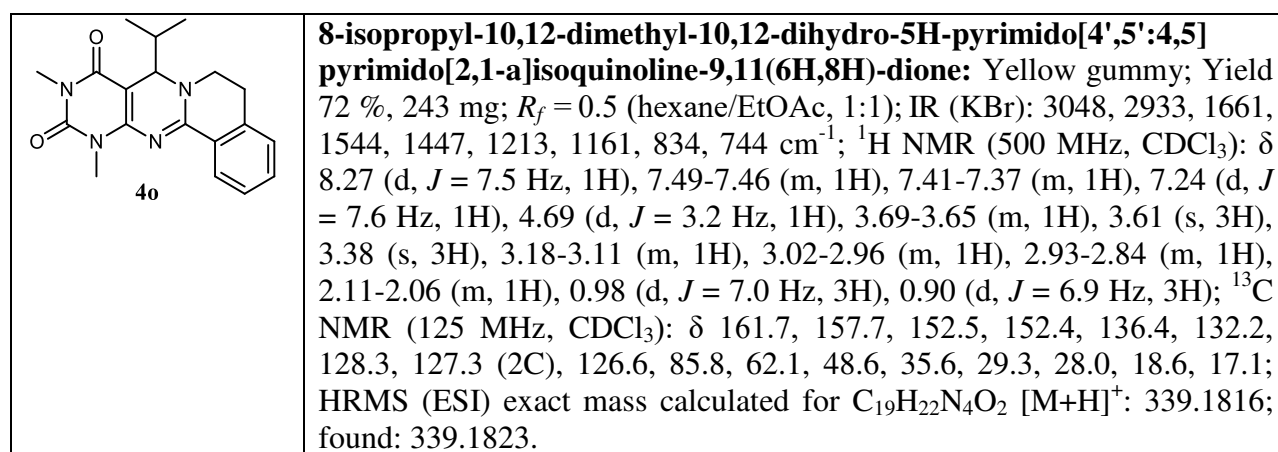 O
N
N
O
N
N
4o
8-isopropyl-10,12-dimethyl-10,12-dihydro-5H-pyrimido[4',5':4,5]
pyrimido[2,1-a]isoquinoline-9,11(6H,8H)-dione: Yellow gummy; Yield
72 %, 243 mg; Rf = 0.5 (hexane/EtOAc, 1:1); IR (KBr): 3048, 2933, 1661,
1544, 1447, 1213, 1161, 834, 744 cm-1; 1H NMR (500 MHz, CDCl3): δ
8.27 (d, J = 7.5 Hz, 1H), 7.49-7.46 (m, 1H), 7.41-7.37 (m, 1H), 7.24 (d, J
= 7.6 Hz, 1H), 4.69 (d, J = 3.2 Hz, 1H), 3.69-3.65 (m, 1H), 3.61 (s, 3H),
3.38 (s, 3H), 3.18-3.11 (m, 1H), 3.02-2.96 (m, 1H), 2.93-2.84 (m, 1H),
2.11-2.06 (m, 1H), 0.98 (d, J = 7.0 Hz, 3H), 0.90 (d, J = 6.9 Hz, 3H); 13C
NMR (125 MHz, CDCl3): δ 161.7, 157.7, 152.5, 152.4, 136.4, 132.2,
128.3, 127.3 (2C), 126.6, 85.8, 62.1, 48.6, 35.6, 29.3, 28.0, 18.6, 17.1;
HRMS (ESI) exact mass calculated for C19H22N4O2 [M+H]+: 339.1816;
found: 339.1823.